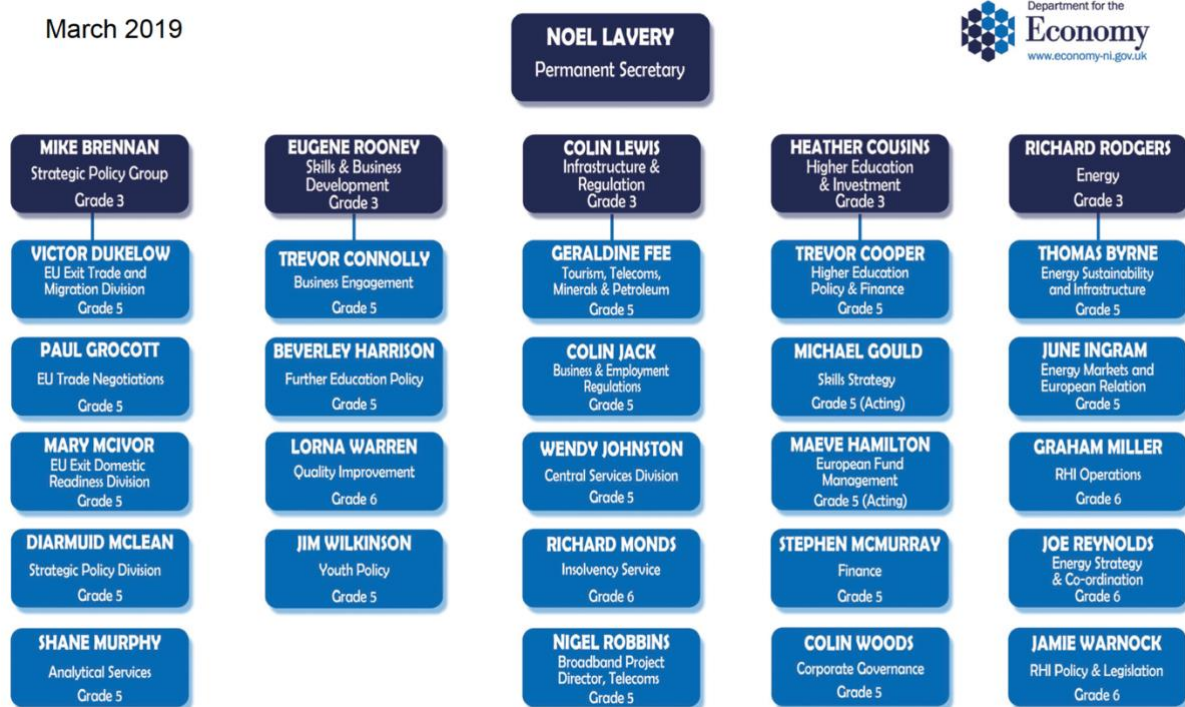 March 2019
NOEL LAVERY
Permanent Secretary
Department for the
Economy
www.economy-ni.gov.uk
MIKE BRENNAN
Strategic Policy Group
Grade 3
EUGENE ROONEY
Skills & Business
Development
Grade 3
COLIN LEWIS
Infrastructure &
Regulation
Grade 3
HEATHER COUSINS
Higher Education
& Investment
Grade 3
RICHARD RODGERS
Energy
Grade 3
VICTOR DUKELOW
EU Exit Trade and
Migration Division
Grade 5
TREVOR CONNOLLY
Business Engagement
Grade 5
GERALDINE FEE
Tourism, Telecoms,
Minerals & Petroleum
Grade 5
TREVOR COOPER
Higher Education
Policy & Finance
Grade 5
THOMAS BYRNE
Energy Sustainability
and Infrastructure
Grade 5
PAUL GROCOTT
EU Trade Negotiations
Grade 5
BEVERLEY HARRISON
Further Education Policy
Grade 5
COLIN JACK
Business & Employment
Regulations
Grade 5
MICHAEL GOULD
Skills Strategy
Grade 5 (Acting)
JUNE INGRAM
Energy Markets and
European Relation
Grade 5
MARY MCIVOR
EU Exit Domestic
Readiness Division
Grade 5
LORNA WARREN
Quality Improvement
Grade 6
WENDY JOHNSTON
Central Services Division
Grade 5
MAEVE HAMILTON
European Fund
Management
Grade 5 (Acting)
GRAHAM MILLER
RHI Operations
Grade 6
DIARMUID MCLEAN
Strategic Policy Division
Grade 5
JIM WILKINSON
Youth Policy
Grade 5
RICHARD MONDS
Insolvency Service
Grade 6
STEPHEN MCMURRAY
Finance
Grade 5
JOE REYNOLDS
Energy Strategy
& Co-ordination
Grade 6
SHANE MURPHY
Analytical Services
Grade 5
NIGEL ROBBINS
Broadband Project
Director, Telecoms
Grade 5
COLIN WOODS
Corporate Governance
Grade 5
JAMIE WARNOCK
RHI Policy & Legislation
Grade 6